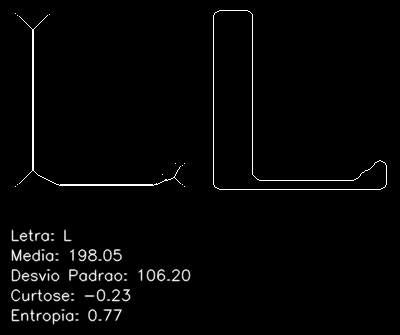 L L
Letra: L
Media: 198.05
Desvio Padrao: 106.20
Curtose: −0.23
Entropia: 0.77